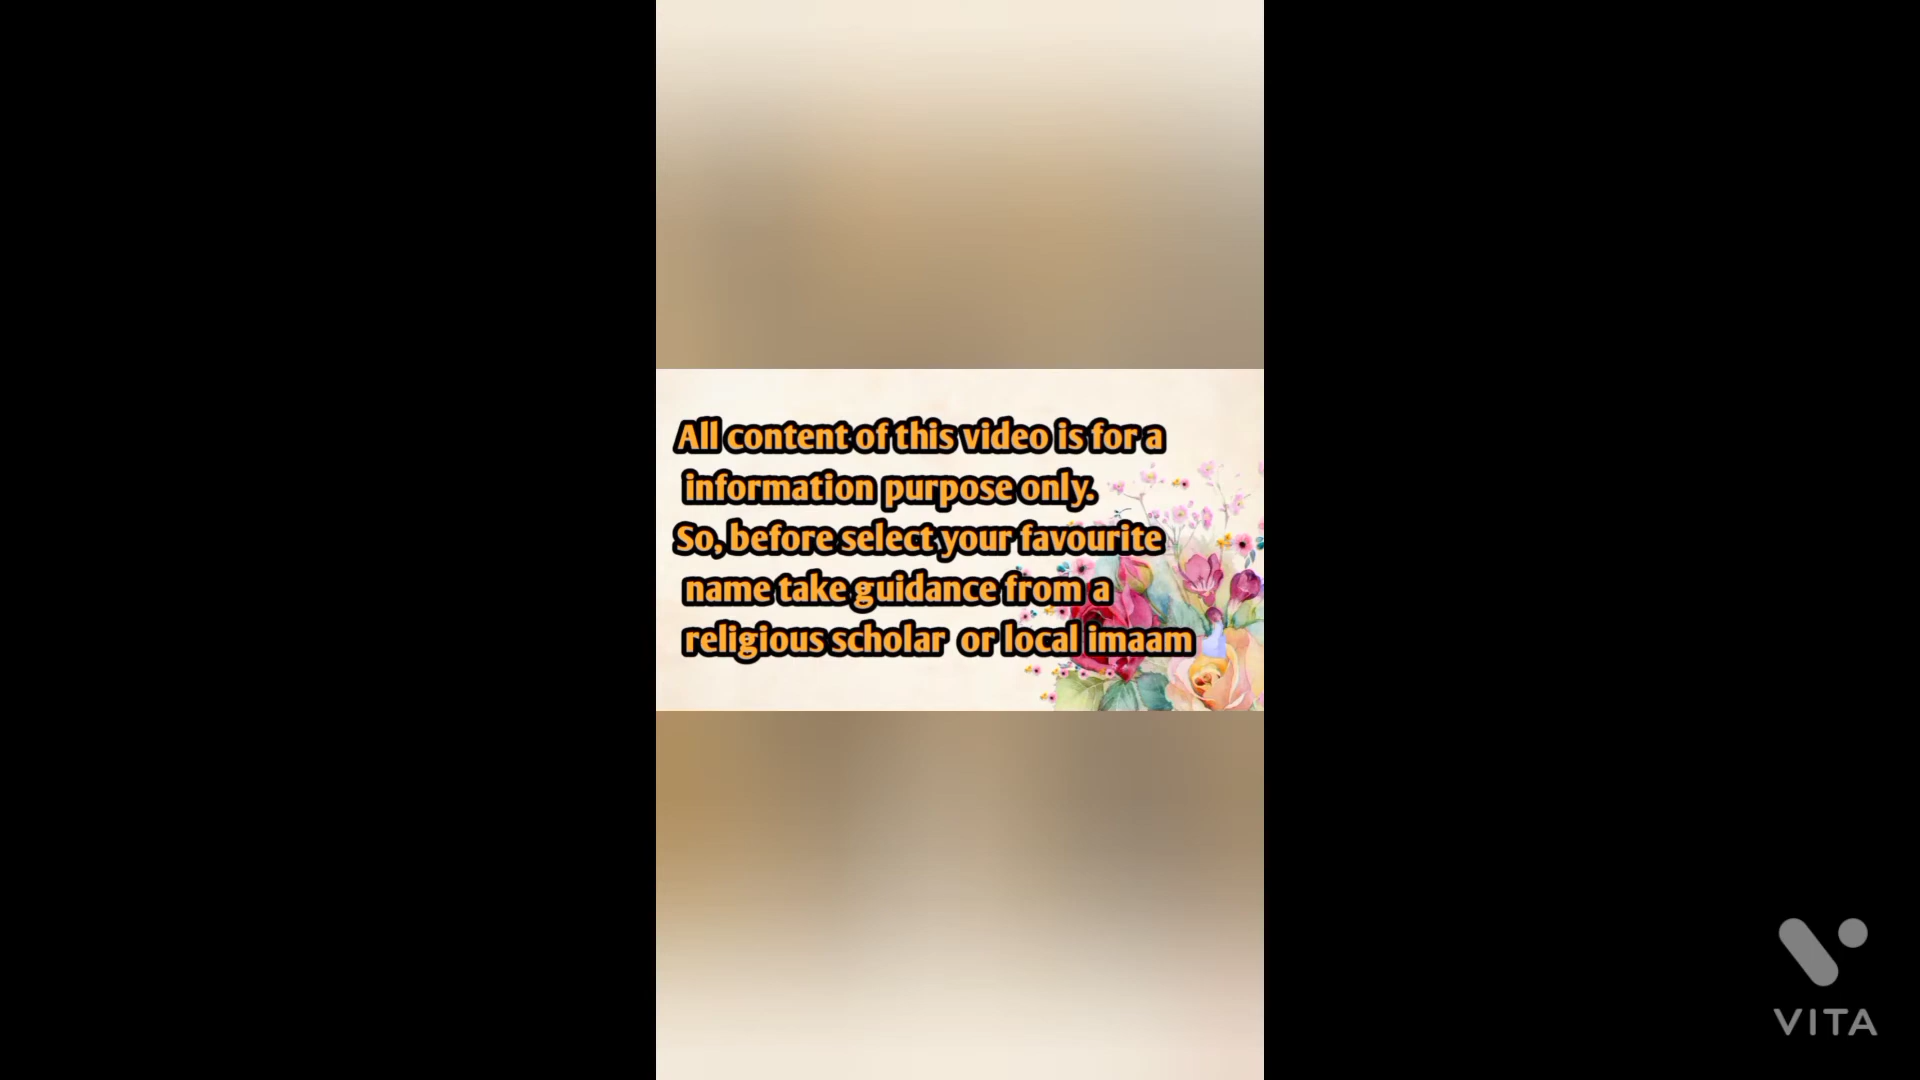 All content of this video is for a
information purpose only.
So, before select your favourite
name take guidance from a
religious scholar or local imaam
VITA